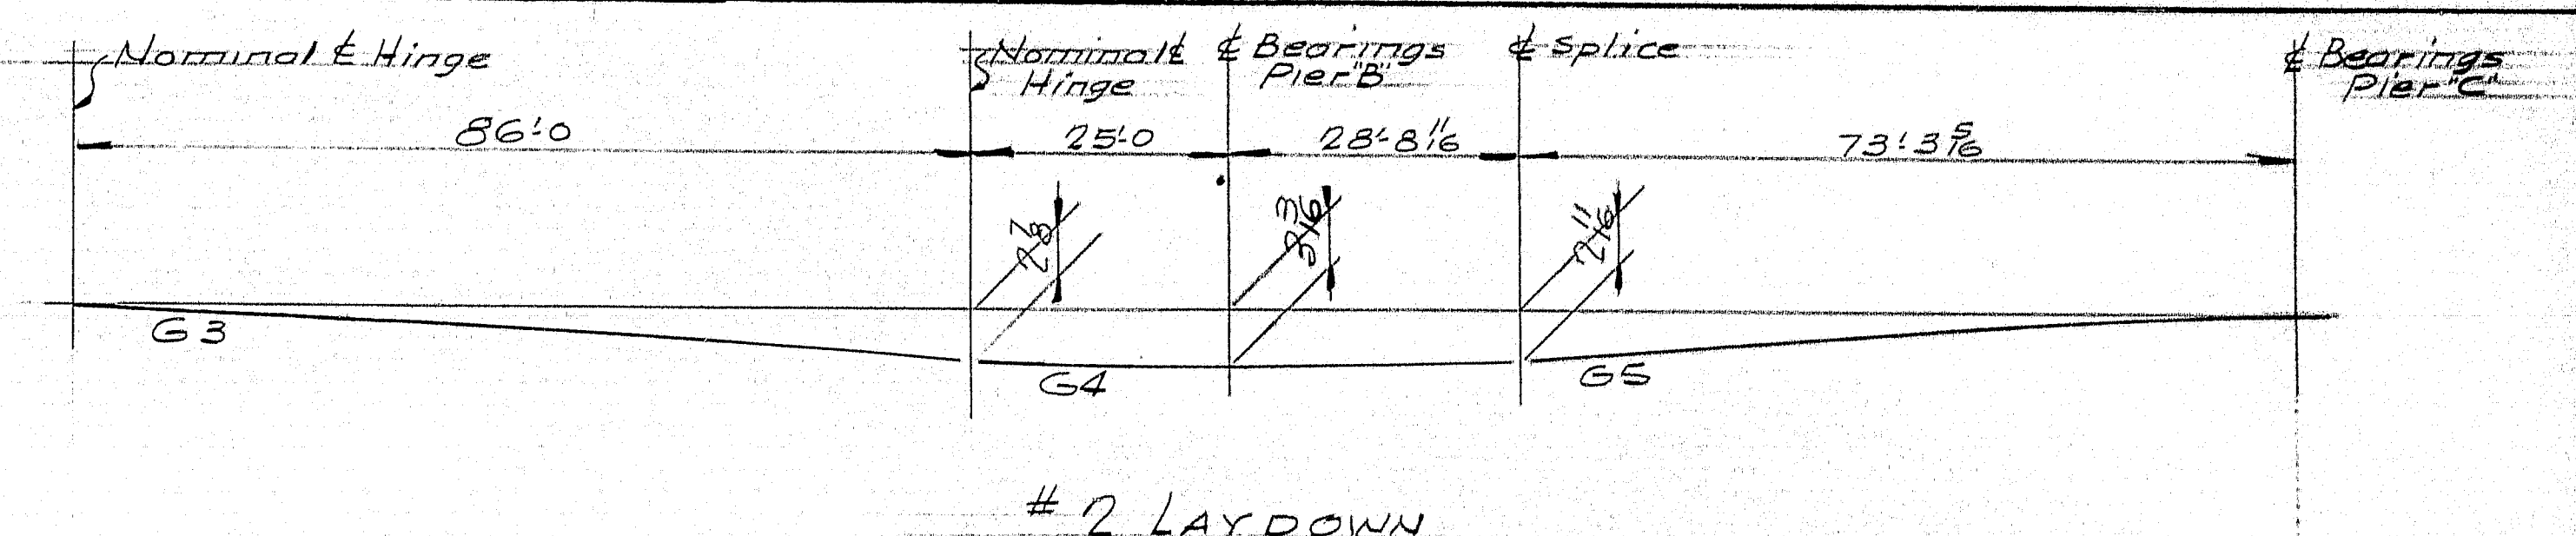 Nominal ℄ Hinge
Nominal ℄
Hinge
℄ Bearings
Pier "B"
℄ Splice
℄ Bearings
Pier "C"
86'-0
25'-0
28'-8 11/16
73'-3 5/16
2 7/8
3 3/16
2 11/16
G3
G4
G5
# 2 LAYDOWN